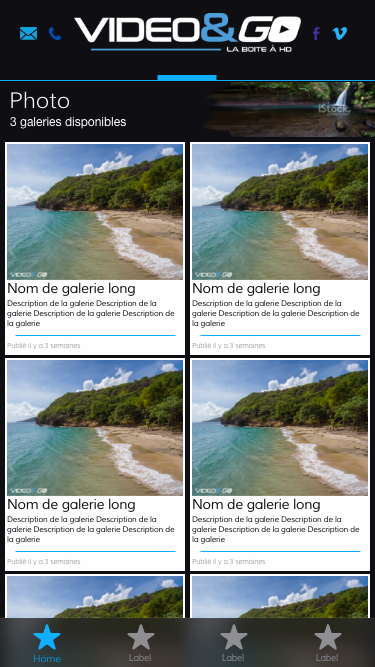 VIDEO&GO
LA BOITE À HD
Photo
3 galeries disponibles
iStock
VIDEO&GO
VIDEO&GO
Nom de galerie long
Nom de galerie long
Description de la galerie Description de la
galerie Description de la galerie Description de
la galerie
Description de la galerie Description de la
galerie Description de la galerie Description de
la galerie
Publié il y a 3 semaines
Publié il y a 3 semaines
VIDEO&GO
VIDEO&GO
Nom de galerie long
Nom de galerie long
Description de la galerie Description de la
galerie Description de la galerie Description de
la galerie
Description de la galerie Description de la
galerie Description de la galerie Description de
la galerie
Publié il y a 3 semaines
Publié il y a 3 semaines
Home
Label
Label
Label